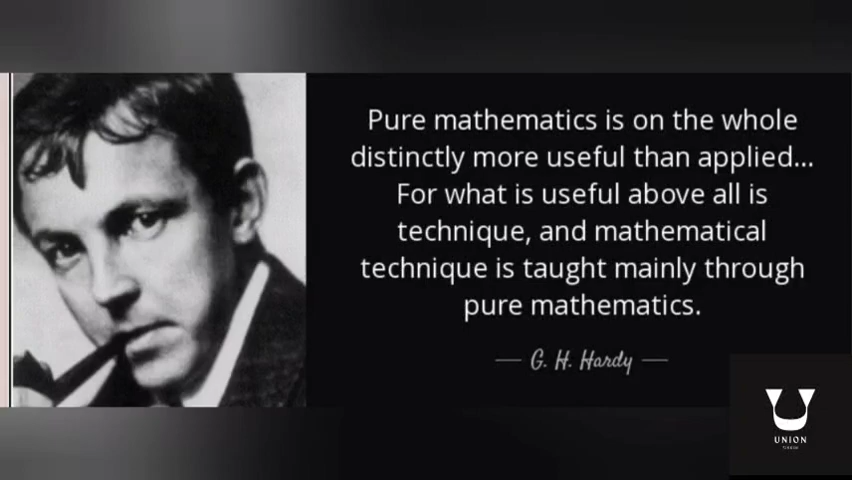 Pure mathematics is on the whole
distinctly more useful than applied...
For what is useful above all is
technique, and mathematical
technique is taught mainly through
pure mathematics.
— G. H. Hardy —
UNION